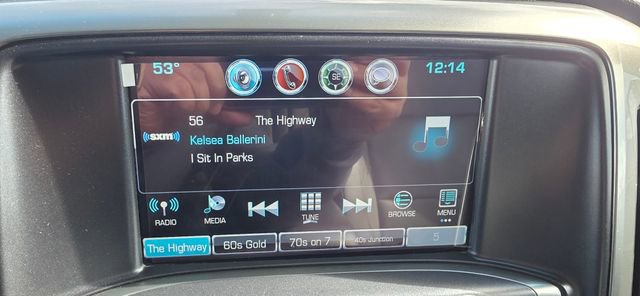 53°
SE
12:14
56 The Highway
((sxm))
Kelsea Ballerini
I Sit In Parks
RADIO
MEDIA
TUNE
BROWSE
MENU
The Highway
60s Gold
70s on 7
40s Junction
5